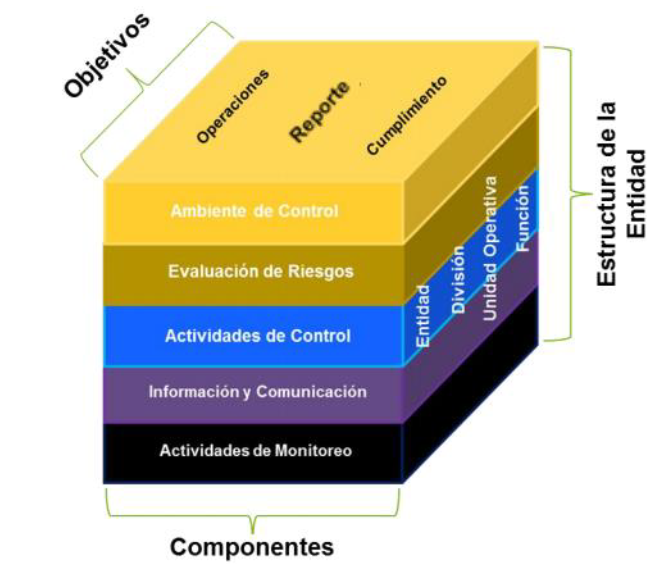 Objetivos
Operaciones
Reporte
Cumplimiento
Ambiente de Control
Evaluación de Riesgos
Actividades de Control
Información y Comunicación
Actividades de Monitoreo
Entidad
División
Unidad Operativa
Función
Estructura de la
Entidad
Componentes